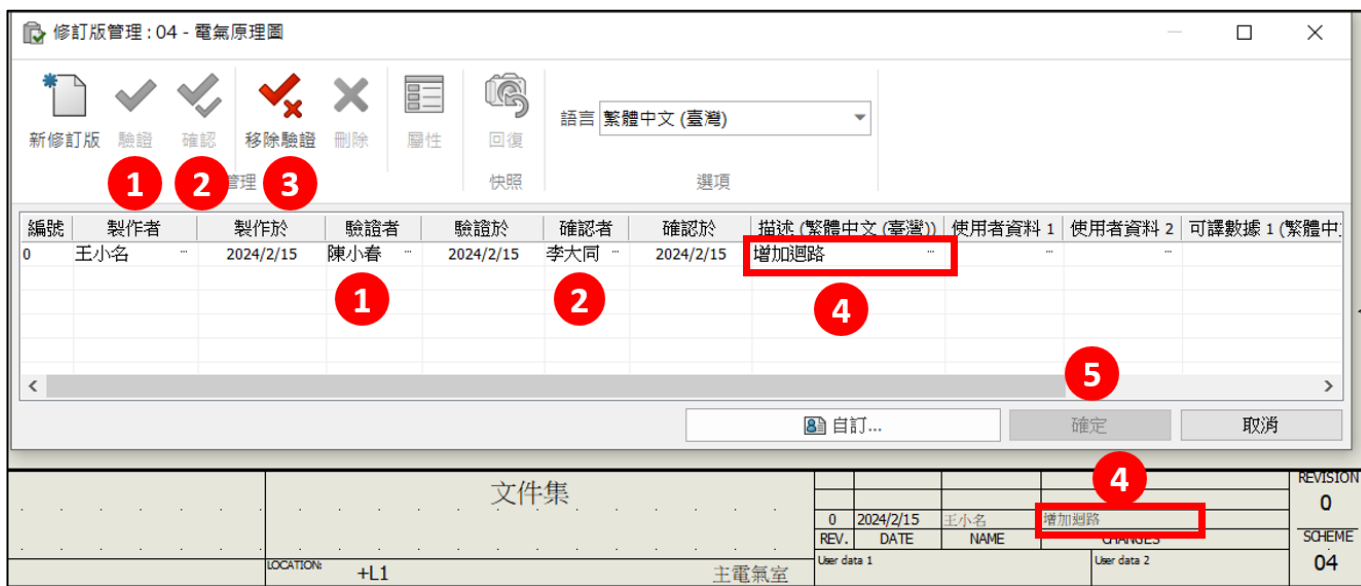 修訂版管理 : 04 - 電氣原理圖
新修訂版 驗證 確認 移除驗證 刪除 屬性 回復 語言 繁體中文 (臺灣)
1 2 管理 3 快照 選項
編號 製作者 製作於 驗證者 驗證於 確認者 確認於 描述 (繁體中文 (臺灣)) 使用者資料 1 使用者資料 2 可譯數據 1 (繁體中
0 王小名 ... 2024/2/15 陳小春 ... 2024/2/15 李大同 ... 2024/2/15 增加迴路 ... ... ...
1 2 4
5
自訂... 確定 取消
文件集 4 REVISION
0
0 2024/2/15 王小名 增加迴路
REV. DATE NAME CHANGES SCHEME
LOCATION: +L1 主電氣室 User data 1 User data 2 04